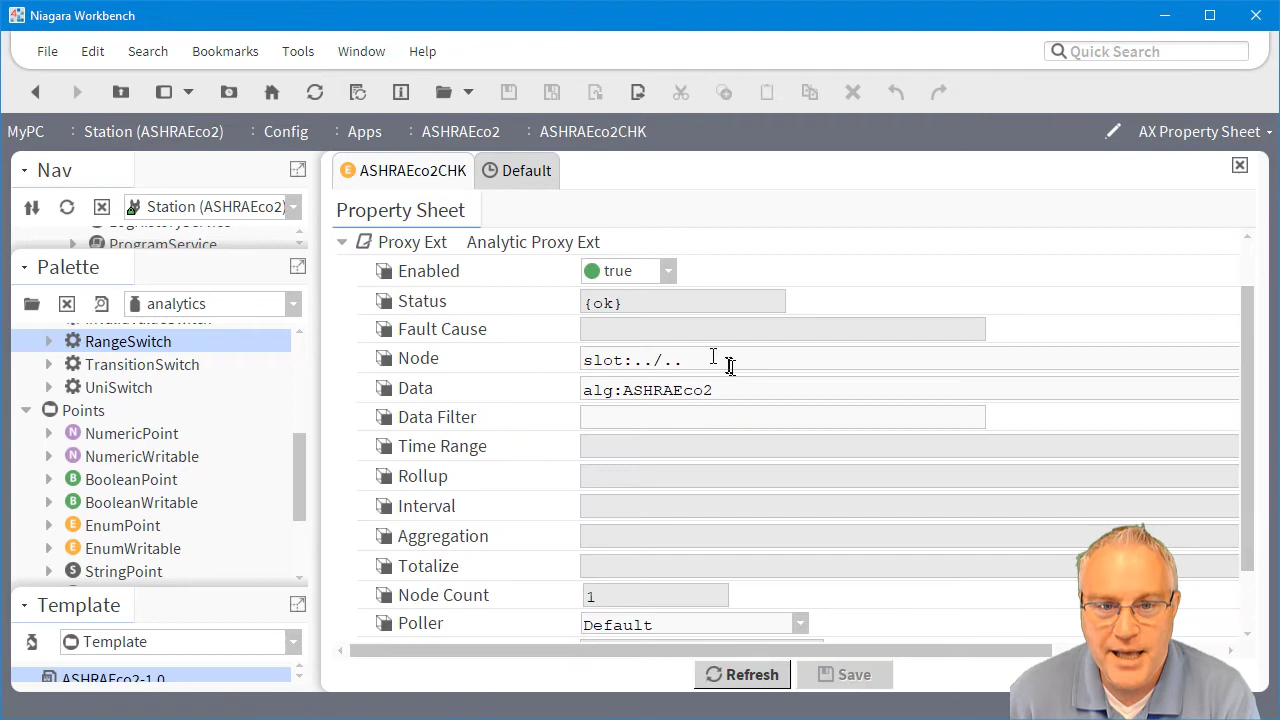 Niagara Workbench
File Edit Search Bookmarks Tools Window Help
Quick Search
MyPC : Station (ASHRAEco2) : Config : Apps : ASHRAEco2 : ASHRAEco2CHK
AX Property Sheet
Nav
Station (ASHRAEco2)
ProgramService
Palette
analytics
RangeSwitch
TransitionSwitch
UniSwitch
Points
NumericPoint
NumericWritable
BooleanPoint
BooleanWritable
EnumPoint
EnumWritable
StringPoint
Template
Template
ASHRAEco2-1.0
ASHRAEco2CHK Default
Property Sheet
Proxy Ext Analytic Proxy Ext
Enabled true
Status {ok}
Fault Cause
Node slot:../..
Data alg:ASHRAEco2
Data Filter
Time Range
Rollup
Interval
Aggregation
Totalize
Node Count 1
Poller Default
Refresh Save